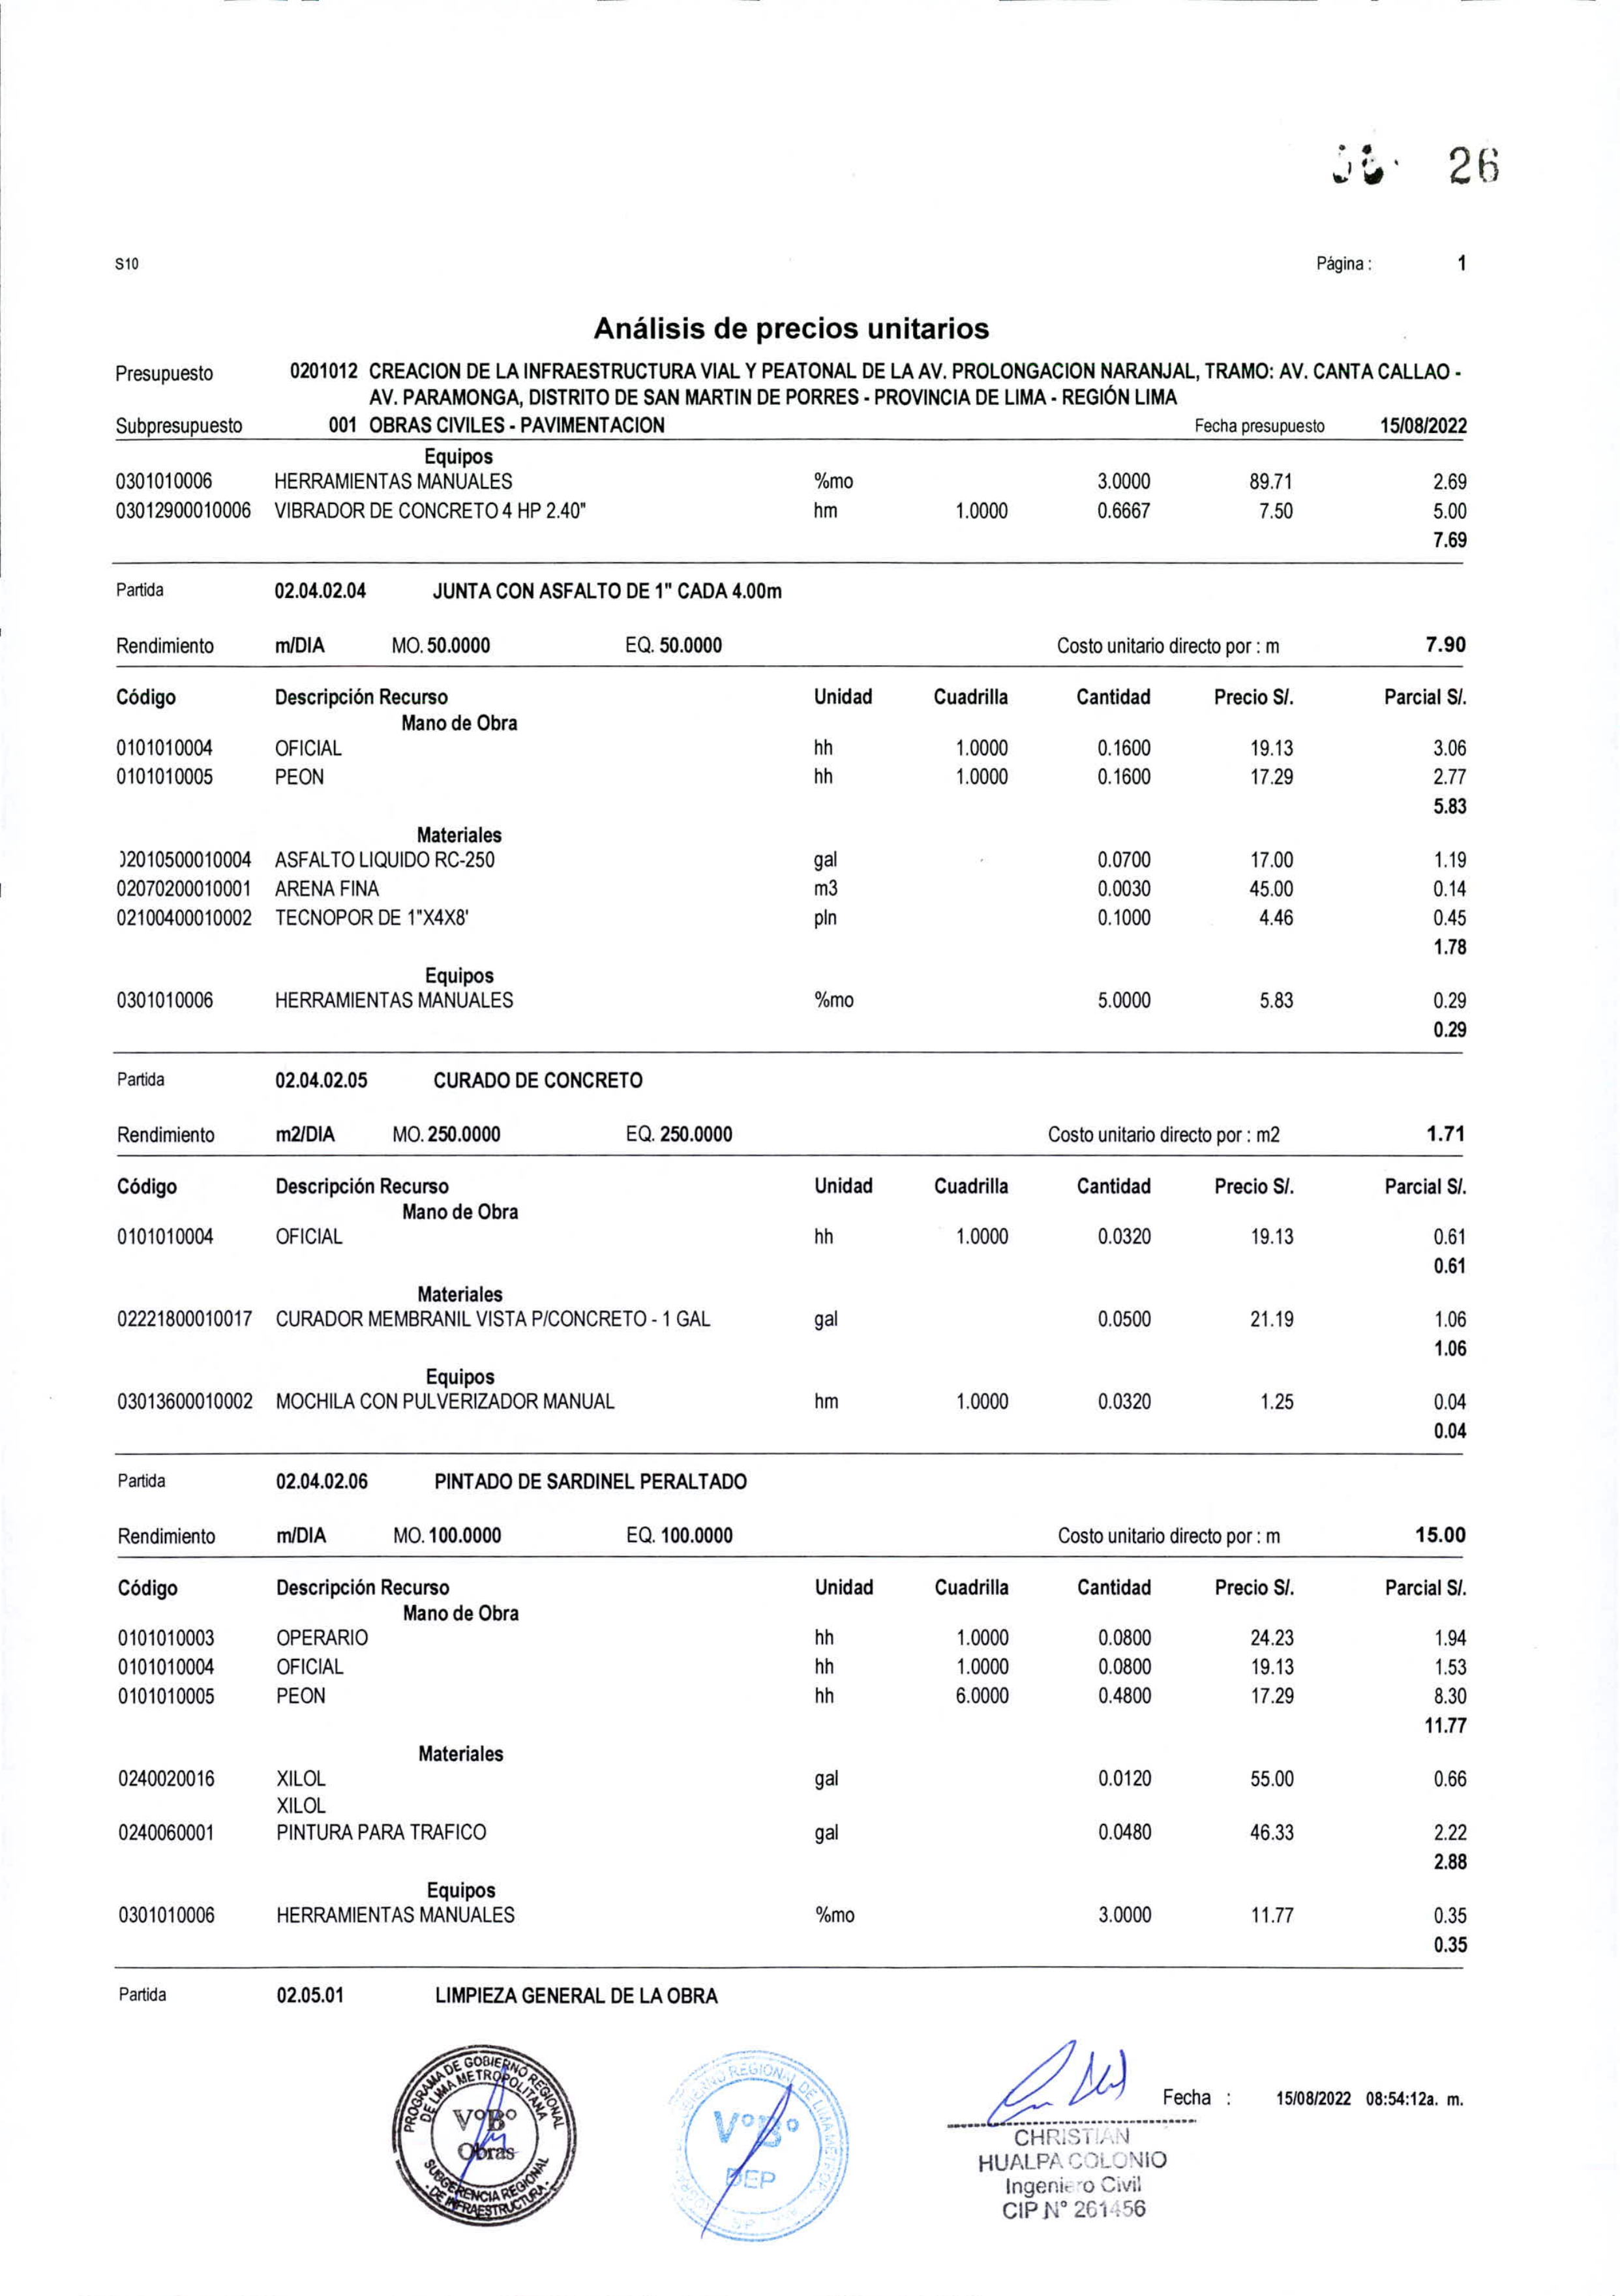 26
S10 Página : 1
Análisis de precios unitarios
Presupuesto 0201012 CREACION DE LA INFRAESTRUCTURA VIAL Y PEATONAL DE LA AV. PROLONGACION NARANJAL, TRAMO: AV. CANTA CALLAO -
AV. PARAMONGA, DISTRITO DE SAN MARTIN DE PORRES - PROVINCIA DE LIMA - REGIÓN LIMA
Subpresupuesto 001 OBRAS CIVILES - PAVIMENTACION Fecha presupuesto 15/08/2022
Equipos
0301010006 HERRAMIENTAS MANUALES %mo 3.0000 89.71 2.69
03012900010006 VIBRADOR DE CONCRETO 4 HP 2.40" hm 1.0000 0.6667 7.50 5.00
7.69
Partida 02.04.02.04 JUNTA CON ASFALTO DE 1" CADA 4.00m
Rendimiento m/DIA MO. 50.0000 EQ. 50.0000 Costo unitario directo por : m 7.90
Código Descripción Recurso Unidad Cuadrilla Cantidad Precio S/. Parcial S/.
Mano de Obra
0101010004 OFICIAL hh 1.0000 0.1600 19.13 3.06
0101010005 PEON hh 1.0000 0.1600 17.29 2.77
5.83
Materiales
02010500010004 ASFALTO LIQUIDO RC-250 gal 0.0700 17.00 1.19
02070200010001 ARENA FINA m3 0.0030 45.00 0.14
02100400010002 TECNOPOR DE 1"X4X8' pln 0.1000 4.46 0.45
1.78
Equipos
0301010006 HERRAMIENTAS MANUALES %mo 5.0000 5.83 0.29
0.29
Partida 02.04.02.05 CURADO DE CONCRETO
Rendimiento m2/DIA MO. 250.0000 EQ. 250.0000 Costo unitario directo por : m2 1.71
Código Descripción Recurso Unidad Cuadrilla Cantidad Precio S/. Parcial S/.
Mano de Obra
0101010004 OFICIAL hh 1.0000 0.0320 19.13 0.61
0.61
Materiales
02221800010017 CURADOR MEMBRANIL VISTA P/CONCRETO - 1 GAL gal 0.0500 21.19 1.06
1.06
Equipos
03013600010002 MOCHILA CON PULVERIZADOR MANUAL hm 1.0000 0.0320 1.25 0.04
0.04
Partida 02.04.02.06 PINTADO DE SARDINEL PERALTADO
Rendimiento m/DIA MO. 100.0000 EQ. 100.0000 Costo unitario directo por : m 15.00
Código Descripción Recurso Unidad Cuadrilla Cantidad Precio S/. Parcial S/.
Mano de Obra
0101010003 OPERARIO hh 1.0000 0.0800 24.23 1.94
0101010004 OFICIAL hh 1.0000 0.0800 19.13 1.53
0101010005 PEON hh 6.0000 0.4800 17.29 8.30
11.77
Materiales
0240020016 XILOL gal 0.0120 55.00 0.66
XILOL
0240060001 PINTURA PARA TRAFICO gal 0.0480 46.33 2.22
2.88
Equipos
0301010006 HERRAMIENTAS MANUALES %mo 3.0000 11.77 0.35
0.35
Partida 02.05.01 LIMPIEZA GENERAL DE LA OBRA
PROGRAMA DE GOBIERNO REGIONAL
DE LIMA METROPOLITANA
V°B°
Obras
SUBGERENCIA REGIONAL
DE INFRAESTRUCTURA
REGIONAL DE LIMA METROP
V°B°
DEP
Fecha : 15/08/2022 08:54:12a. m.
CHRISTIAN
HUALPA COLONIO
Ingeniero Civil
CIP N° 261456